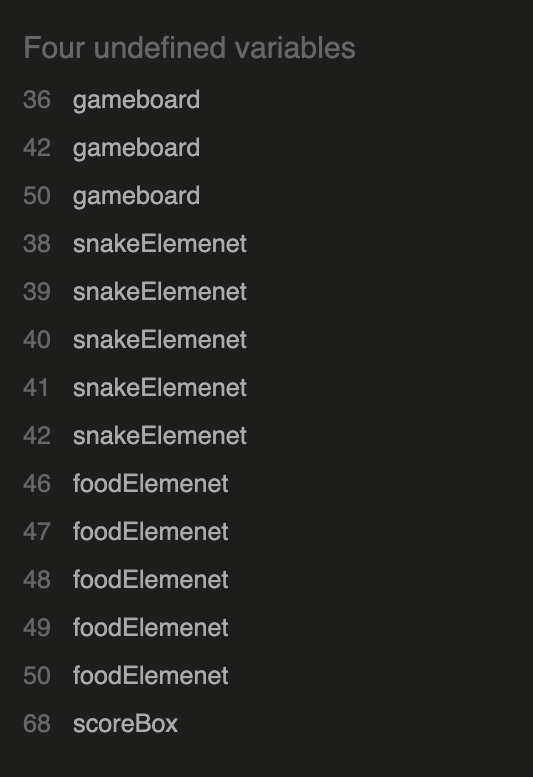 Four undefined variables
36 gameboard
42 gameboard
50 gameboard
38 snakeElemenet
39 snakeElemenet
40 snakeElemenet
41 snakeElemenet
42 snakeElemenet
46 foodElemenet
47 foodElemenet
48 foodElemenet
49 foodElemenet
50 foodElemenet
68 scoreBox